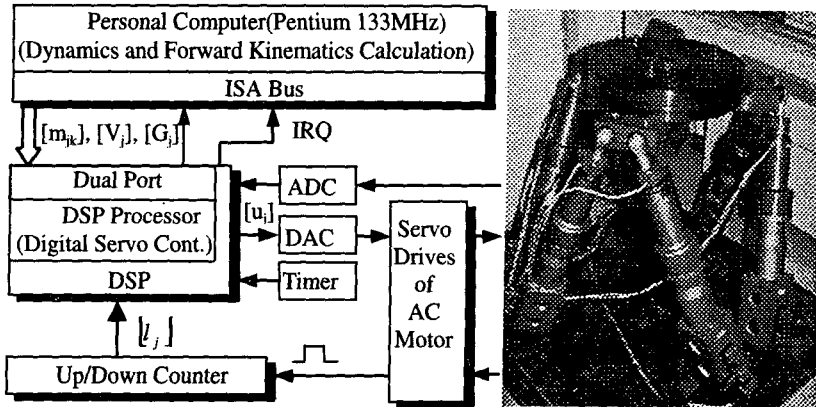 Personal Computer(Pentium 133MHz)
(Dynamics and Forward Kinematics Calculation)
ISA Bus
[m_jk], [V_j], [G_j]
IRQ
Dual Port
ADC
[u_i]
DSP Processor
(Digital Servo Cont.)
DAC
Servo
Drives
of
AC
Motor
DSP
Timer
[l_j]
Up/Down Counter